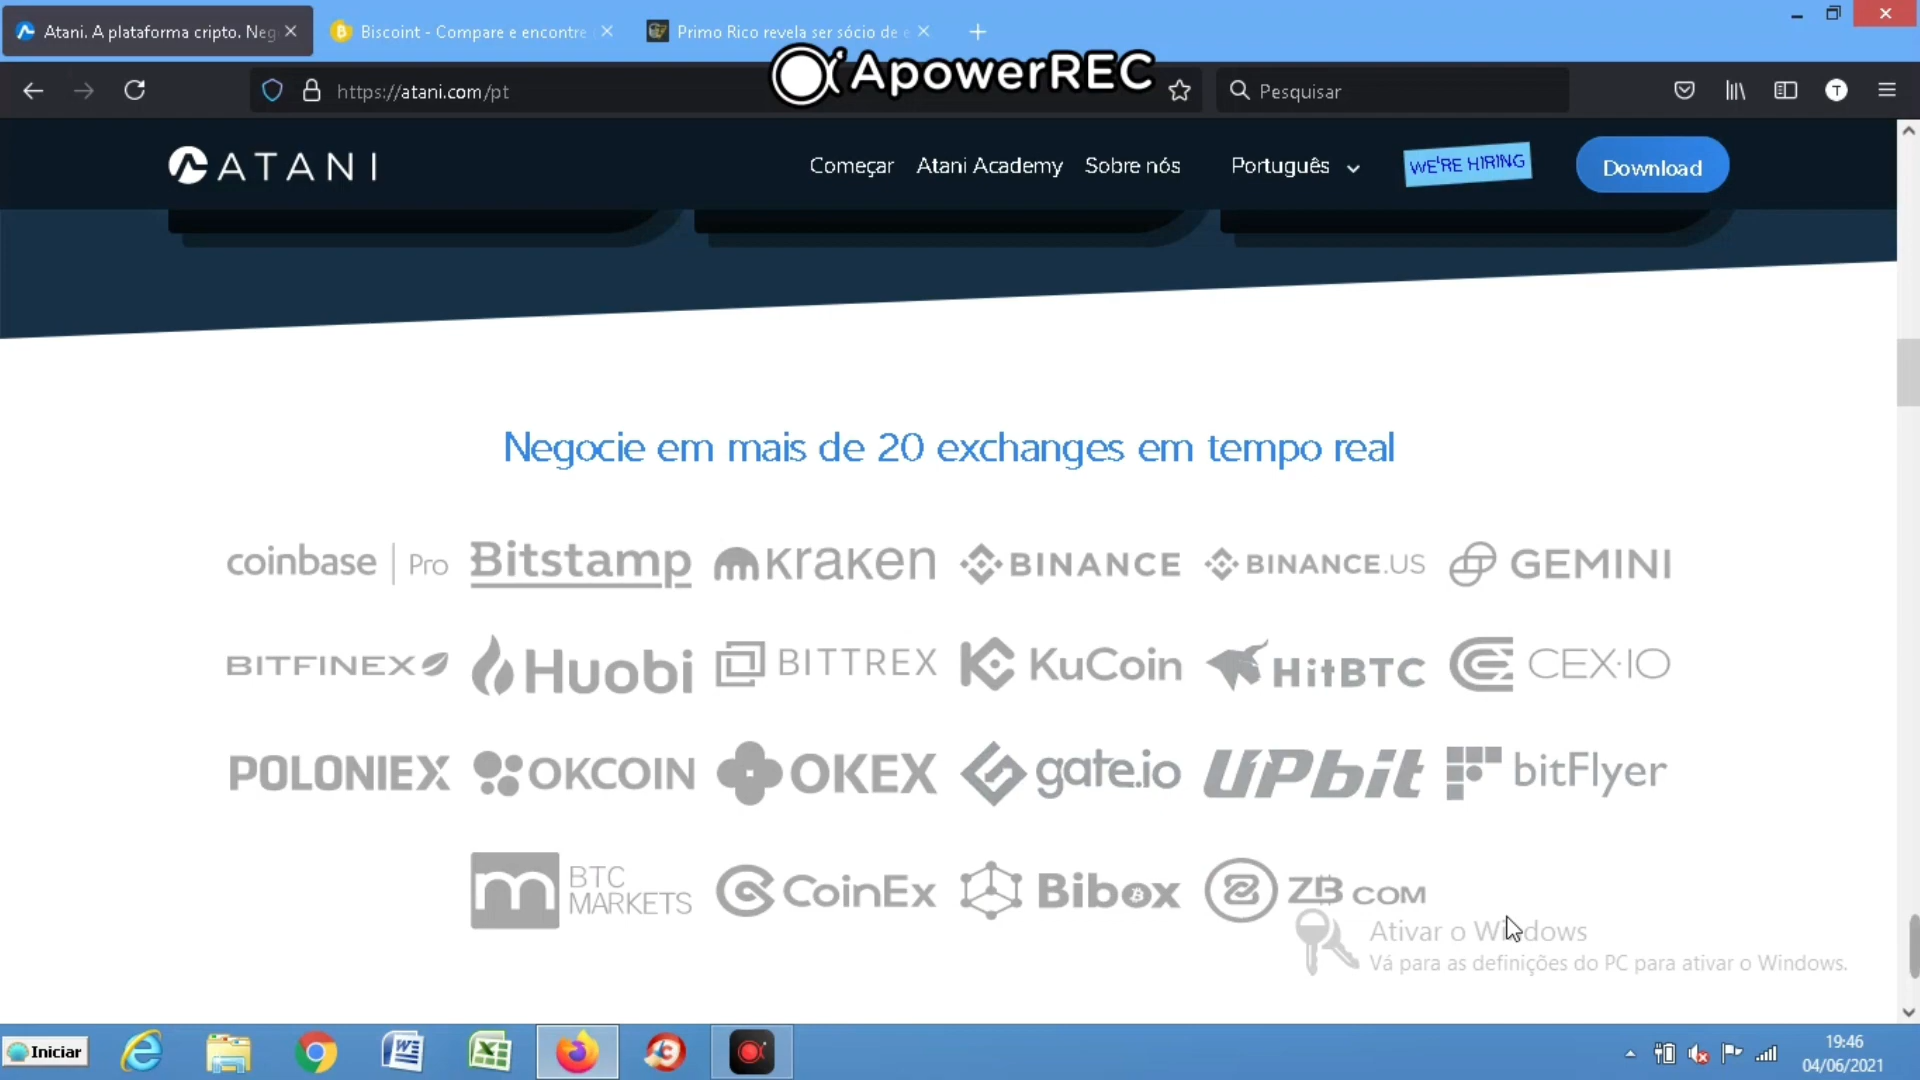 Atani. A plataforma cripto. Neg
Biscoint - Compare e encontre
Primo Rico revela ser sócio de e
ApowerREC
https://atani.com/pt
Pesquisar
T
ATANI
Começar
Atani Academy
Sobre nós
Português
WE'RE HIRING
Download
Negocie em mais de 20 exchanges em tempo real
coinbase | Pro
Bitstamp
kraken
BINANCE
BINANCE.US
GEMINI
BITFINEX
Huobi
BITTREX
KuCoin
HitBTC
CEX·IO
POLONIEX
OKCOIN
OKEX
gate.io
UPbit
bitFlyer
BTC
MARKETS
CoinEx
Bibox
ZB COM
Ativar o Windows
Vá para as definições do PC para ativar o Windows.
Iniciar
19:46
04/06/2021